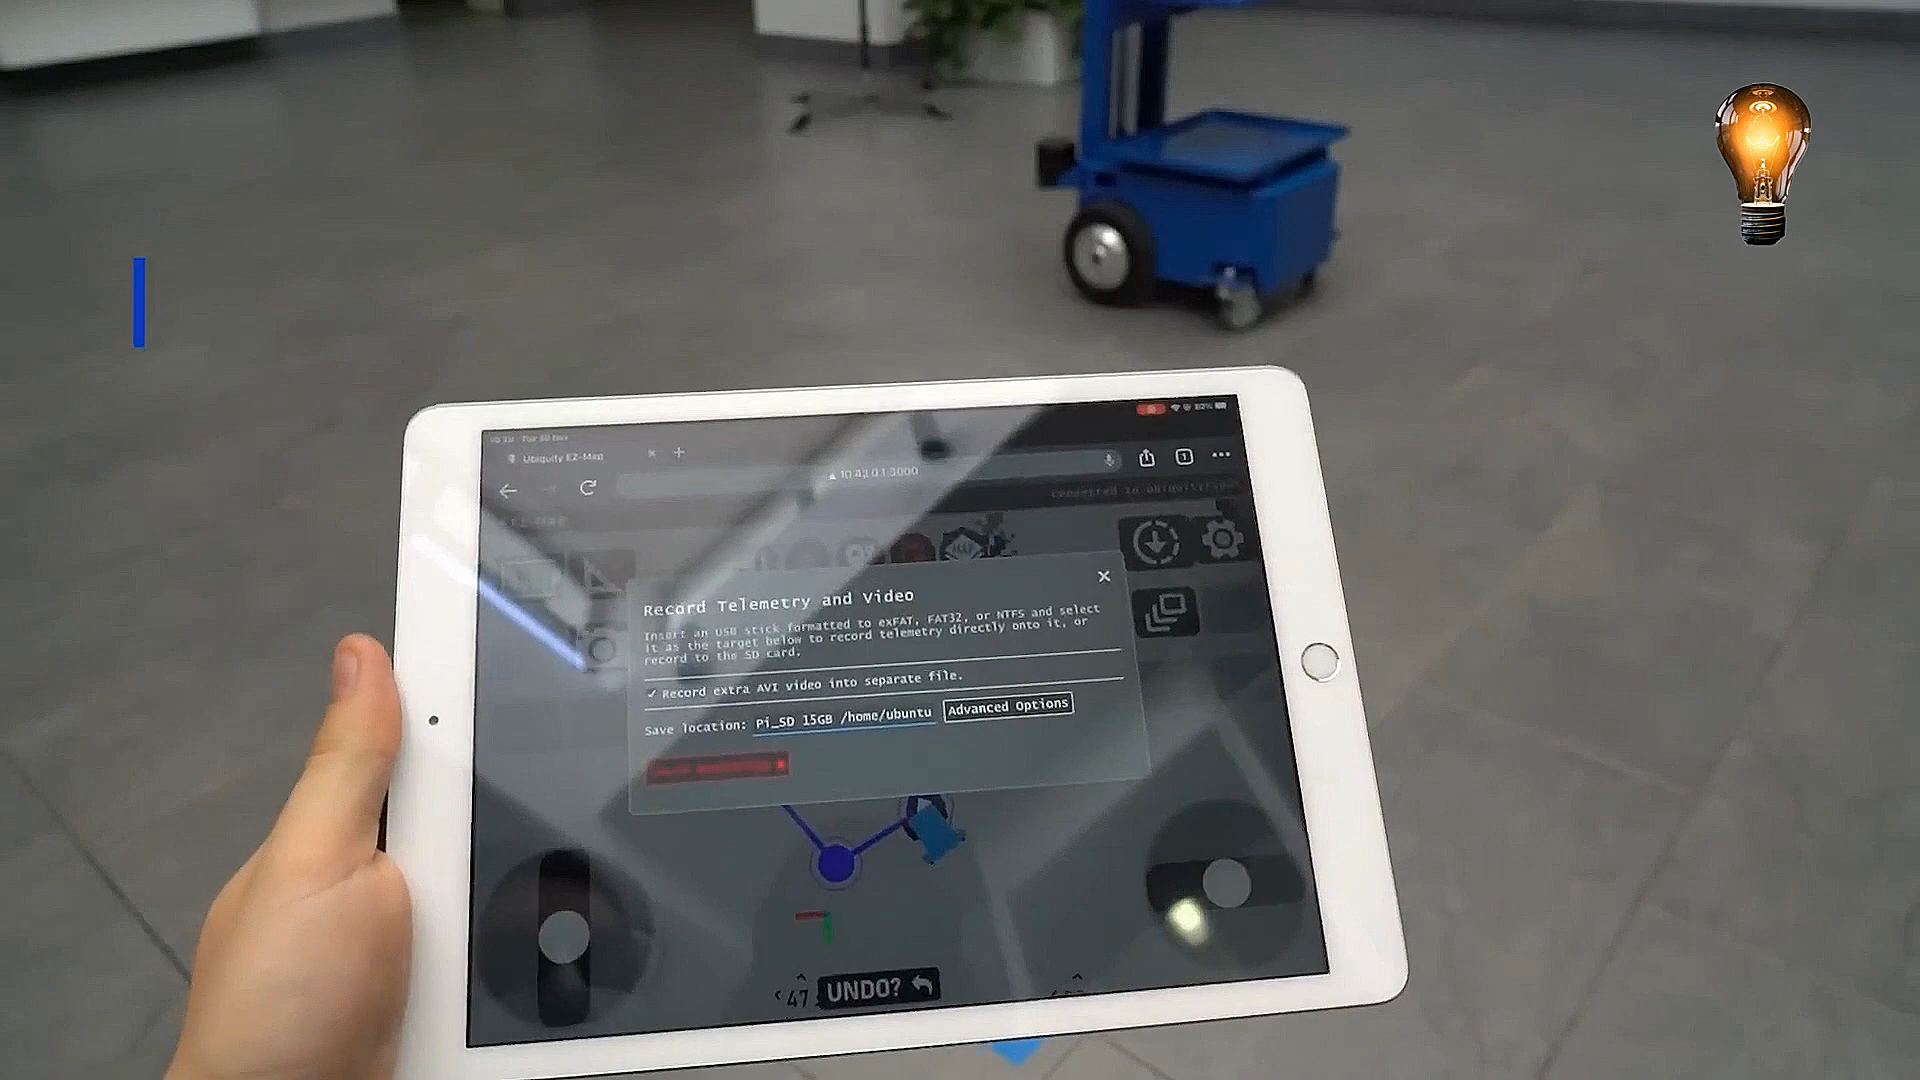 Ubiquity EZ-Map
10.42.0.1:3000
MAP
Record Telemetry and Video
Insert an USB stick formatted to exFAT, FAT32, or NTFS and select
it as the target below to record telemetry directly onto it, or
record to the SD card.
✓ Record extra AVI video into separate file.
Save location: Pi_SD 15GB /home/ubuntu Advanced Options
<47 UNDO?